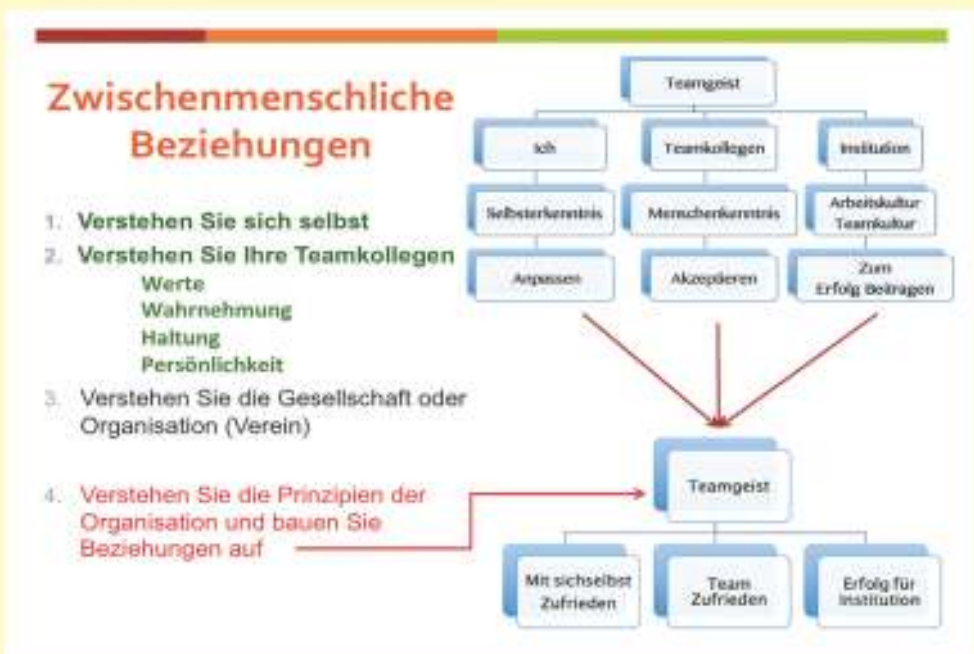 Zwischenmenschliche
Beziehungen
1. Verstehen Sie sich selbst
2. Verstehen Sie Ihre Teamkollegen
Werte
Wahrnehmung
Haltung
Persönlichkeit
3. Verstehen Sie die Gesellschaft oder
Organisation (Verein)
4. Verstehen Sie die Prinzipien der
Organisation und bauen Sie
Beziehungen auf
Teamgeist
Ich
Teamkollegen
Institution
Selbsterkenntnis
Menschenkenntnis
Arbeitskultur
Teamkultur
Anpassen
Akzeptieren
Zum
Erfolg Beitragen
Teamgeist
Mit sichselbst
Zufrieden
Team
Zufrieden
Erfolg für
Institution